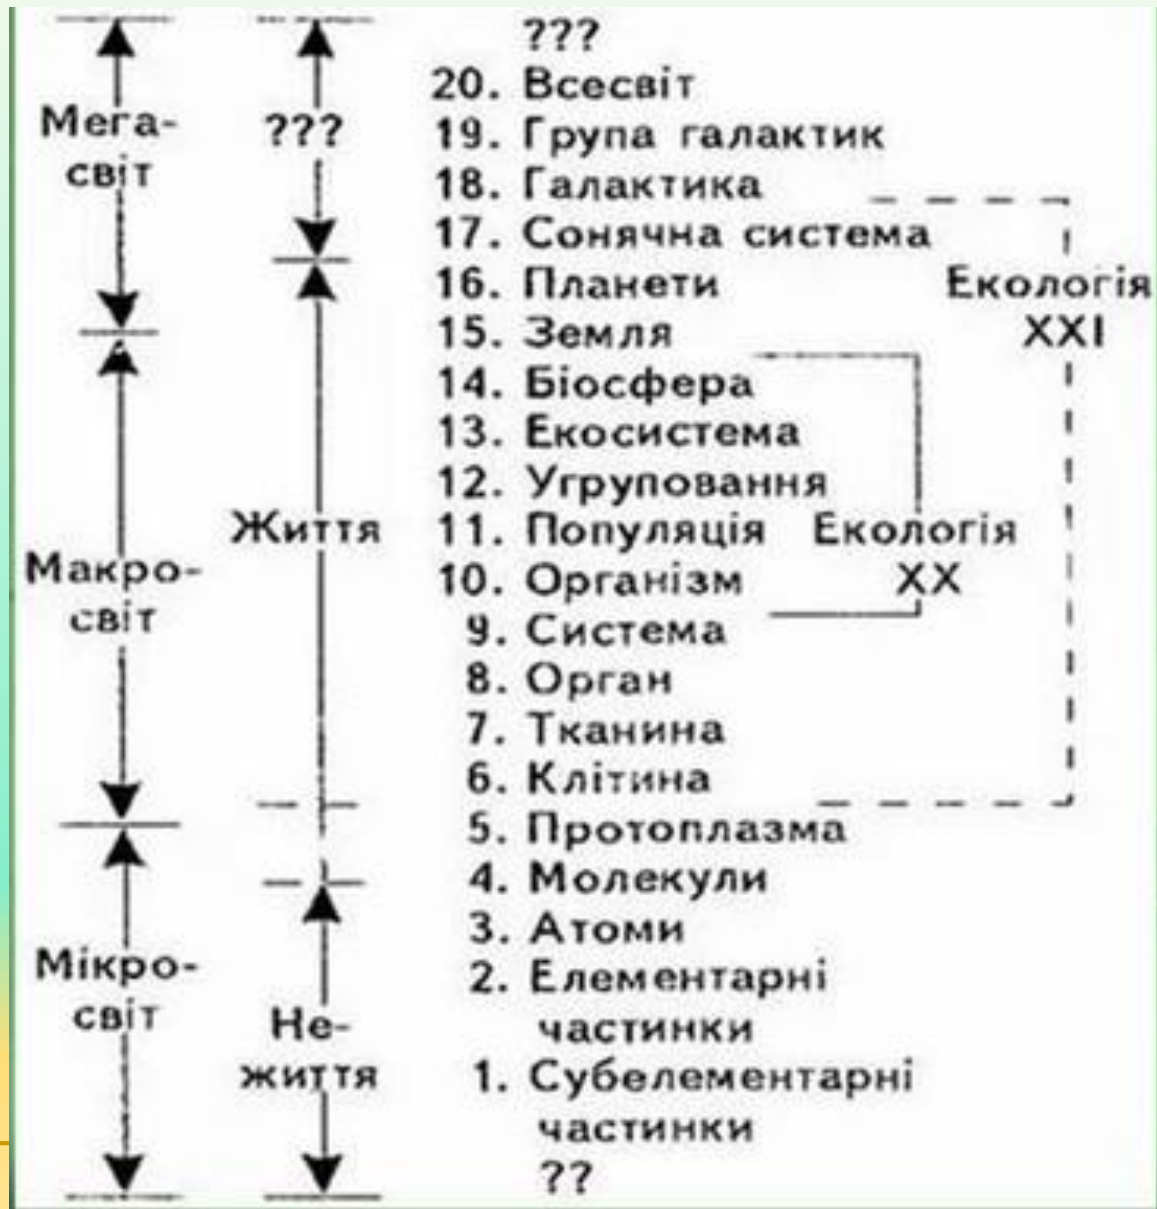 ???
20. Всесвіт
Мега-
світ
???
19. Група галактик
18. Галактика
17. Сонячна система
16. Планети
Екологія
XXI
15. Земля
14. Біосфера
13. Екосистема
12. Угруповання
Життя
11. Популяція
Екологія
XX
Макро-
світ
10. Організм
9. Система
8. Орган
7. Тканина
6. Клітина
5. Протоплазма
4. Молекули
3. Атоми
Мікро-
світ
2. Елементарні
частинки
Не-
життя
1. Субелементарні
частинки
??